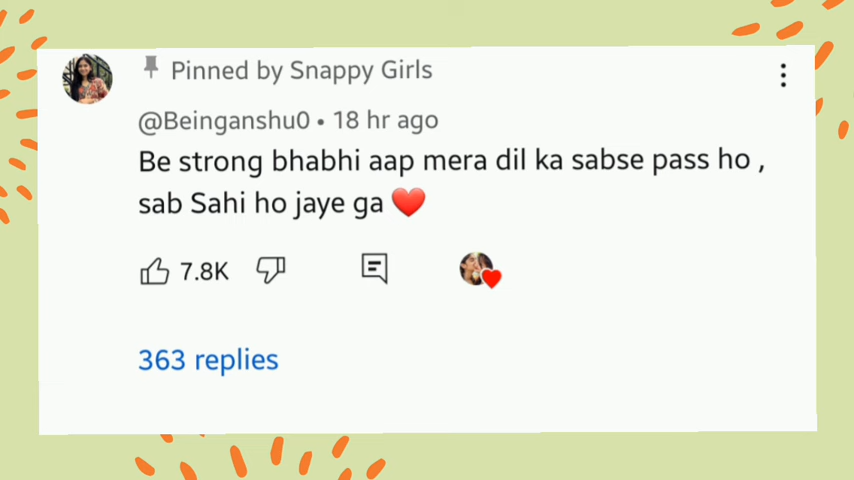 Pinned by Snappy Girls
@Beinganshu0 • 18 hr ago
Be strong bhabhi aap mera dil ka sabse pass ho ,
sab Sahi ho jaye ga ❤️
7.8K
363 replies